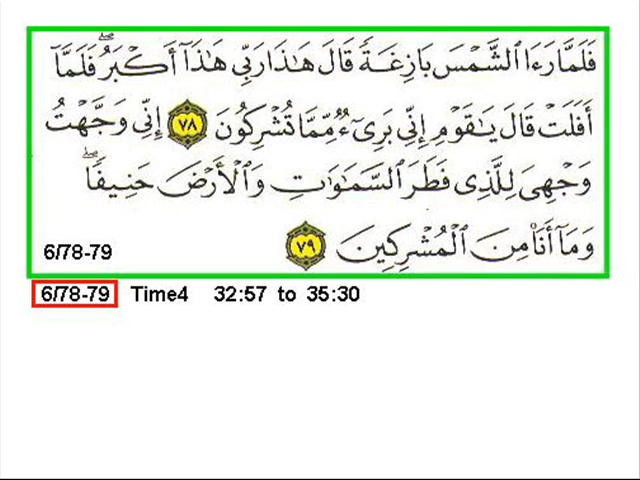 فَلَمَّا رَءَا ٱلشَّمْسَ بَازِغَةً قَالَ هَٰذَا رَبِّى هَٰذَآ أَكْبَرُ ۖ فَلَمَّآ
أَفَلَتْ قَالَ يَٰقَوْمِ إِنِّى بَرِىٓءٌ مِّمَّا تُشْرِكُونَ ٧٨ إِنِّى وَجَّهْتُ
وَجْهِىَ لِلَّذِى فَطَرَ ٱلسَّمَٰوَٰتِ وَٱلْأَرْضَ حَنِيفًا ۖ
وَمَآ أَنَا۠ مِنَ ٱلْمُشْرِكِينَ ٧٩
6/78-79
6/78-79 Time4 32:57 to 35:30